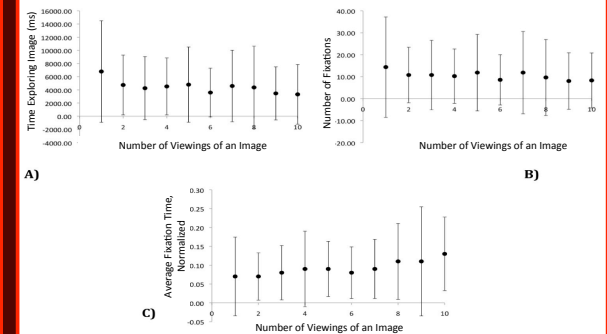 16000.00
14000.00
12000.00
10000.00
8000.00
6000.00
4000.00
2000.00
0.00
-2000.00
-4000.00
Time Exploring Image (ms)
0 2 4 6 8 10
Number of Viewings of an Image
A)
40.00
30.00
20.00
10.00
0.00
-10.00
-20.00
Number of Fixations
0 2 4 6 8 10
Number of Viewings of an Image
B)
0.30
0.25
0.20
0.15
0.10
0.05
0.00
-0.05
Average Fixation Time,
Normalized
0 2 4 6 8 10
Number of Viewings of an Image
C)